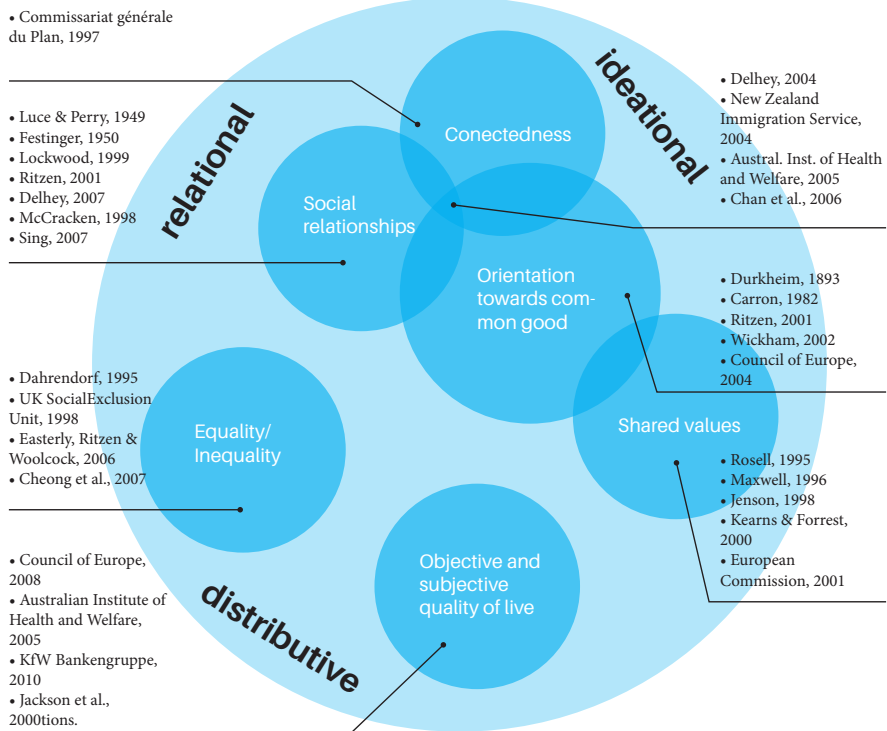 • Commissariat générale
du Plan, 1997
• Luce & Perry, 1949
• Festinger, 1950
• Lockwood, 1999
• Ritzen, 2001
• Delhey, 2007
• McCracken, 1998
• Sing, 2007
• Dahrendorf, 1995
• UK SocialExclusion
Unit, 1998
• Easterly, Ritzen &
Woolcock, 2006
• Cheong et al., 2007
• Council of Europe,
2008
• Australian Institute of
Health and Welfare,
2005
• KfW Bankengruppe,
2010
• Jackson et al.,
2000tions.
relational
ideational
distributive
Conectedness
Social
relationships
Orientation
towards com-
mon good
Shared values
Equality/
Inequality
Objective and
subjective
quality of live
• Delhey, 2004
• New Zealand
Immigration Service,
2004
• Austral. Inst. of Health
and Welfare, 2005
• Chan et al., 2006
• Durkheim, 1893
• Carron, 1982
• Ritzen, 2001
• Wickham, 2002
• Council of Europe,
2004
• Rosell, 1995
• Maxwell, 1996
• Jenson, 1998
• Kearns & Forrest,
2000
• European
Commission, 2001